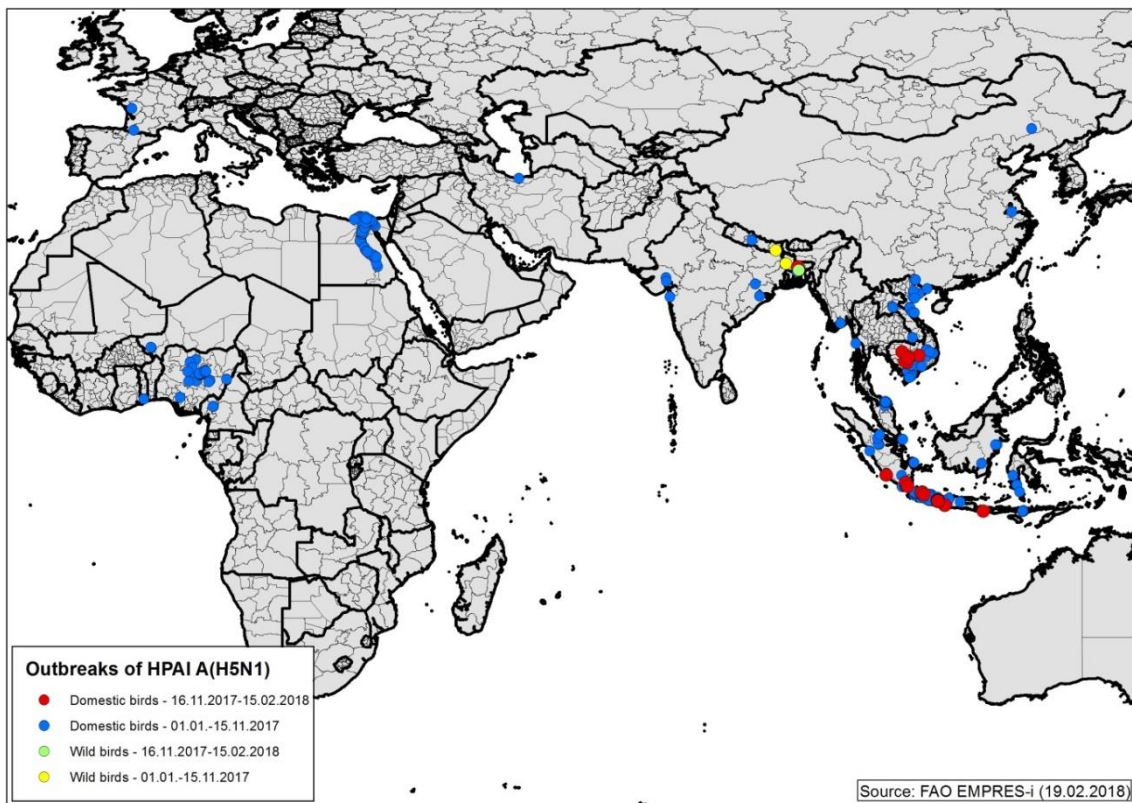 Outbreaks of HPAI A(H5N1)
Domestic birds - 16.11.2017-15.02.2018
Domestic birds - 01.01.-15.11.2017
Wild birds - 16.11.2017-15.02.2018
Wild birds - 01.01.-15.11.2017
Source: FAO EMPRES-i (19.02.2018)